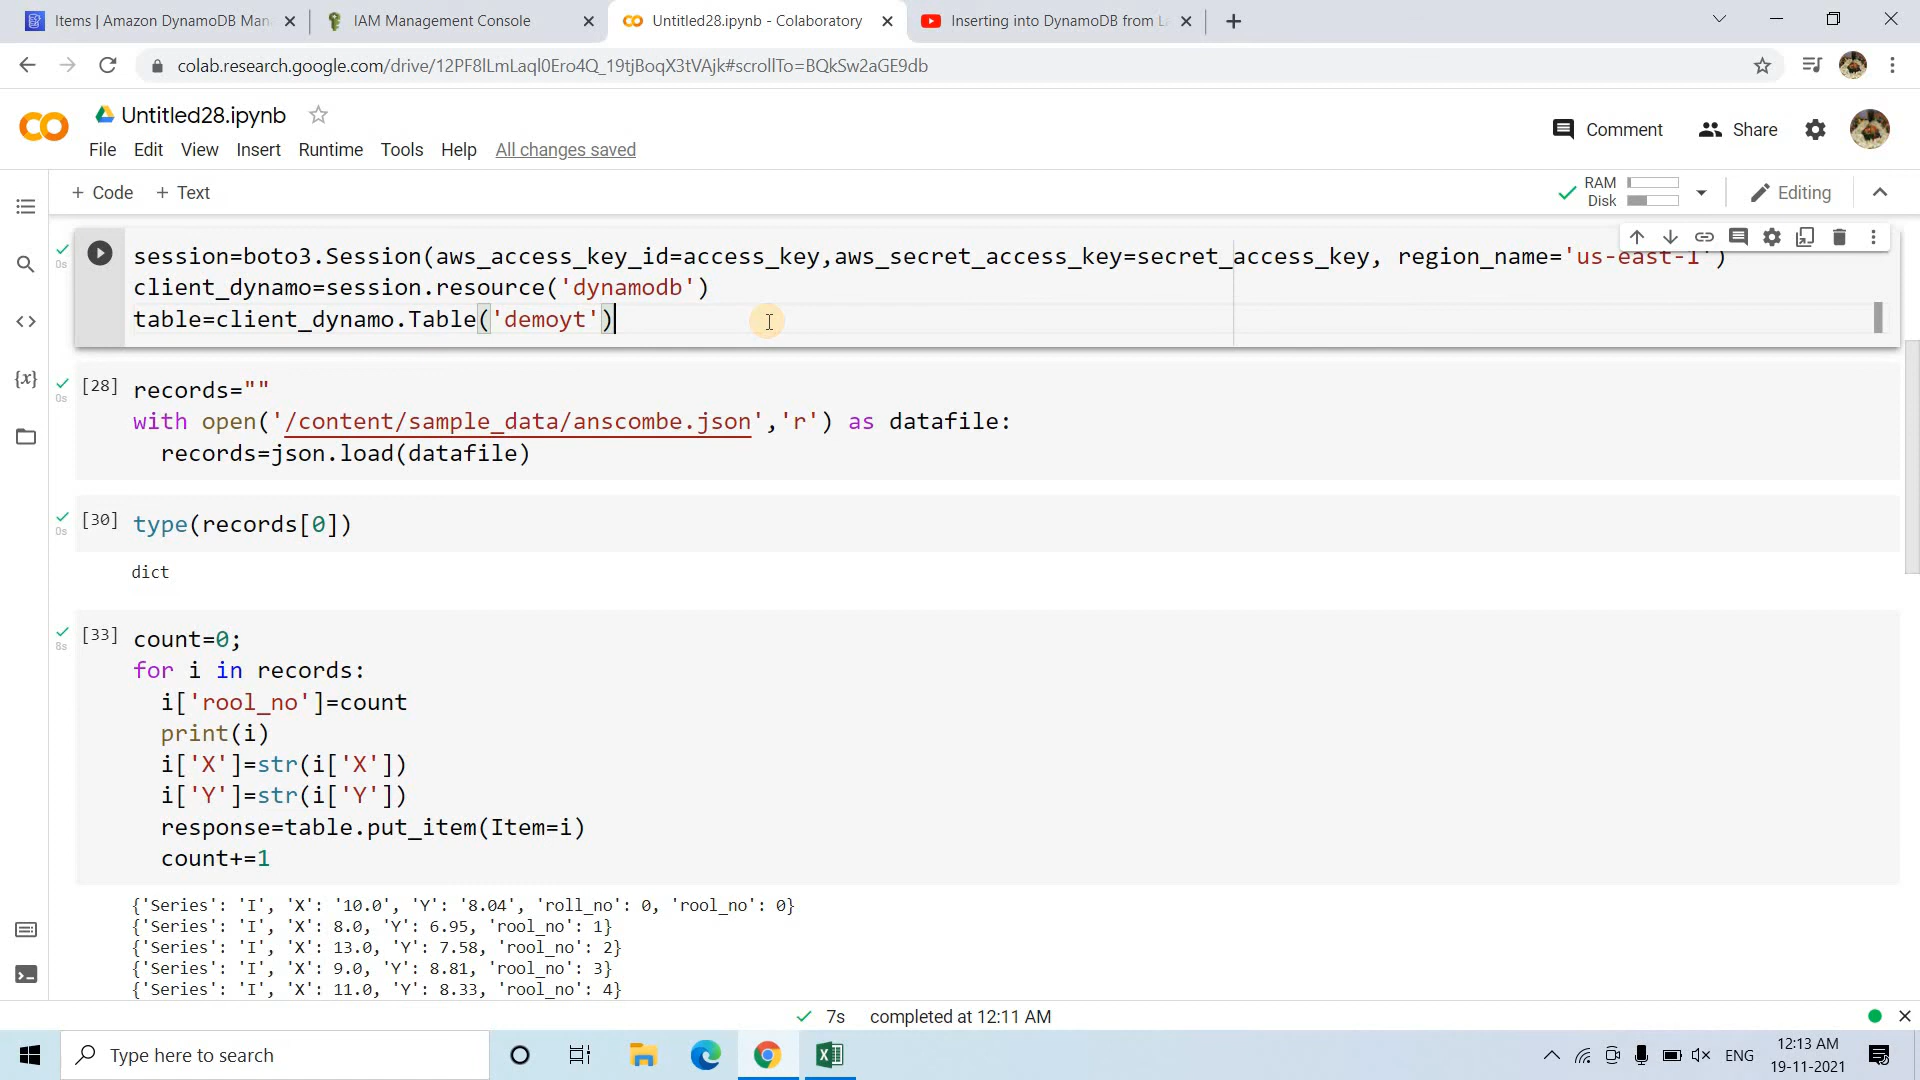 Items | Amazon DynamoDB Man
IAM Management Console
Untitled28.ipynb - Colaboratory
Inserting into DynamoDB from La
colab.research.google.com/drive/12PF8lLmLaql0Ero4Q_19tjBoqX3tVAjk#scrollTo=BQkSw2aGE9db
Untitled28.ipynb
Comment
Share
File Edit View Insert Runtime Tools Help All changes saved
+ Code + Text
RAM
Disk
Editing
session=boto3.Session(aws_access_key_id=access_key,aws_secret_access_key=secret_access_key, region_name='us-east-1')
client_dynamo=session.resource('dynamodb')
table=client_dynamo.Table('demoyt')
0s
[28] records=""
with open('/content/sample_data/anscombe.json','r') as datafile:
records=json.load(datafile)
0s
[30] type(records[0])
0s
dict
[33] count=0;
8s
for i in records:
i['rool_no']=count
print(i)
i['X']=str(i['X'])
i['Y']=str(i['Y'])
response=table.put_item(Item=i)
count+=1
{'Series': 'I', 'X': '10.0', 'Y': '8.04', 'roll_no': 0, 'rool_no': 0}
{'Series': 'I', 'X': 8.0, 'Y': 6.95, 'rool_no': 1}
{'Series': 'I', 'X': 13.0, 'Y': 7.58, 'rool_no': 2}
{'Series': 'I', 'X': 9.0, 'Y': 8.81, 'rool_no': 3}
{'Series': 'I', 'X': 11.0, 'Y': 8.33, 'rool_no': 4}
7s completed at 12:11 AM
Type here to search
ENG
12:13 AM
19-11-2021